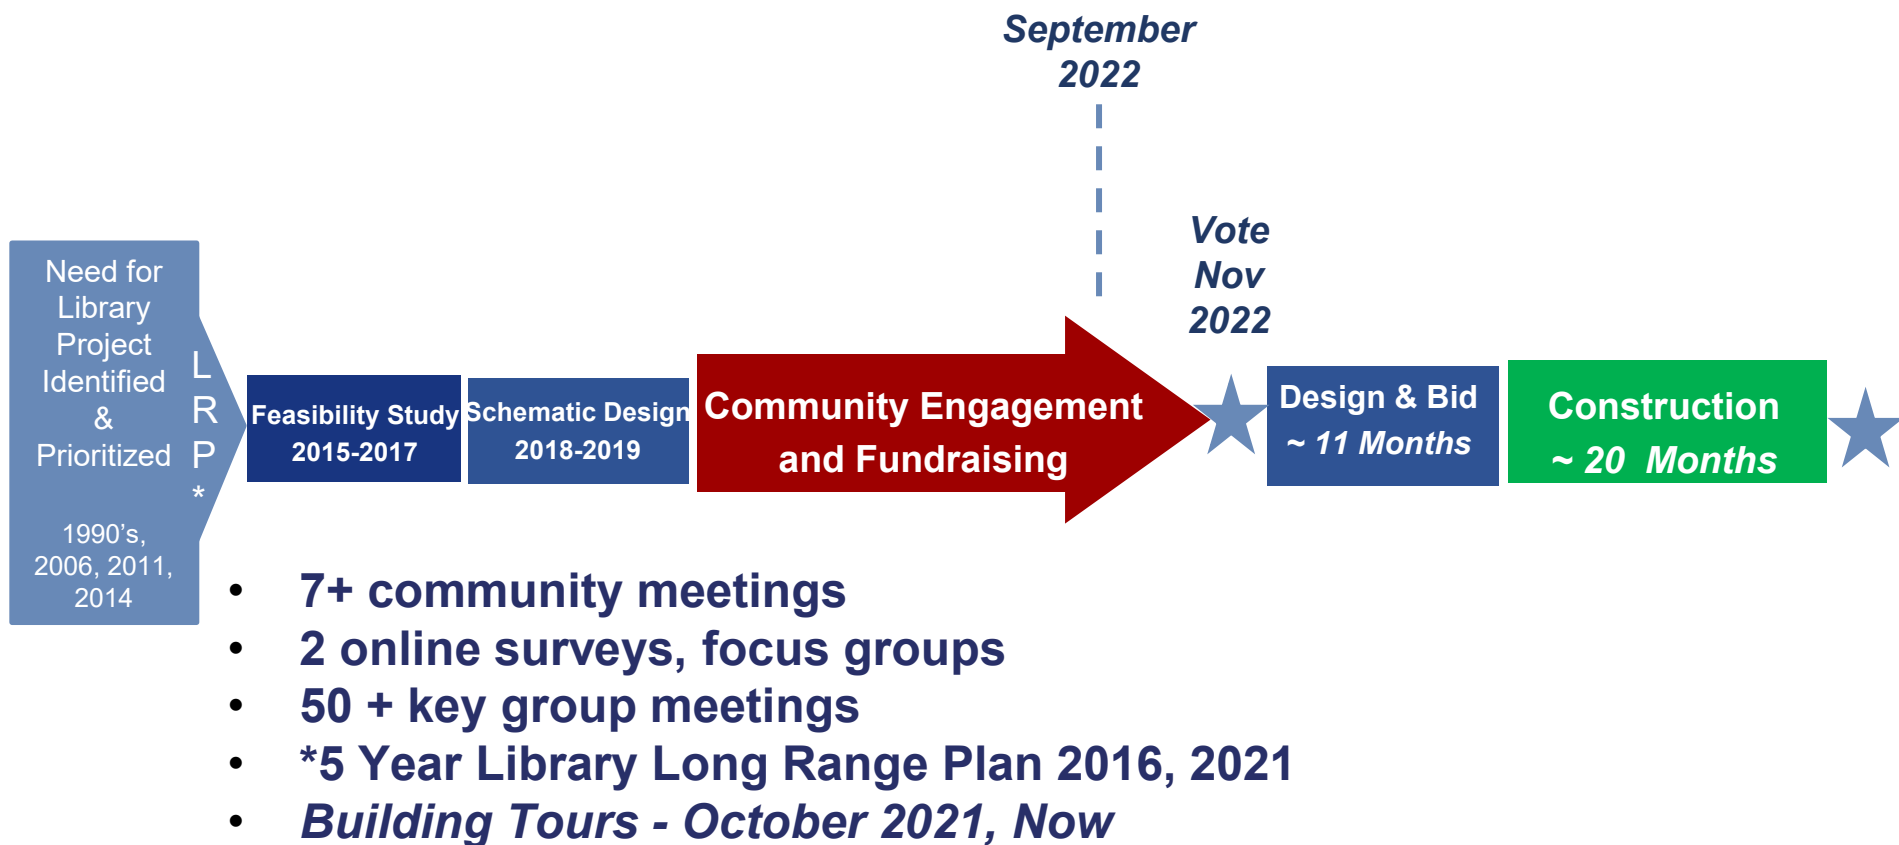 September
2022
Vote
Nov
2022
Need for
Library
Project
Identified
&
Prioritized
1990’s,
2006, 2011,
2014
L
R
P
*
Feasibility Study
2015-2017
Schematic Design
2018-2019
Community Engagement
and Fundraising
Design & Bid
~ 11 Months
Construction
~ 20 Months
• 7+ community meetings
• 2 online surveys, focus groups
• 50 + key group meetings
• *5 Year Library Long Range Plan 2016, 2021
• Building Tours - October 2021, Now